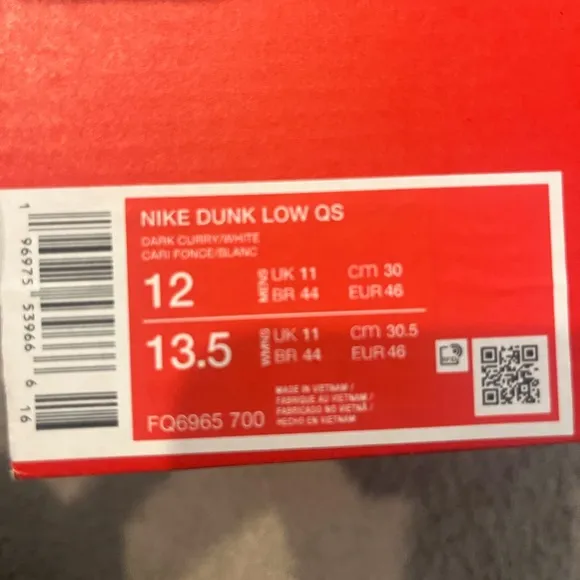 NIKE DUNK LOW QS
DARK CURRY/WHITE
CARI FONCE/BLANC
12 MENS UK 11 cm 30
BR 44 EUR 46
13.5 WMNS UK 11 cm 30.5
BR 44 EUR 46
MADE IN VIETNAM /
FABRIQUE AU VIETNAM /
FABRICADO NO VIETNÃ /
HECHO EN VIETNAM
FQ6965 700
1 96975 53966 6 16